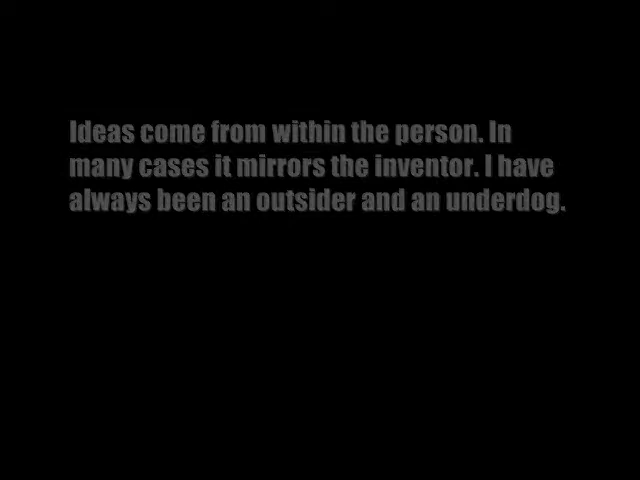 Ideas come from within the person. In
many cases it mirrors the inventor. I have
always been an outsider and an underdog.